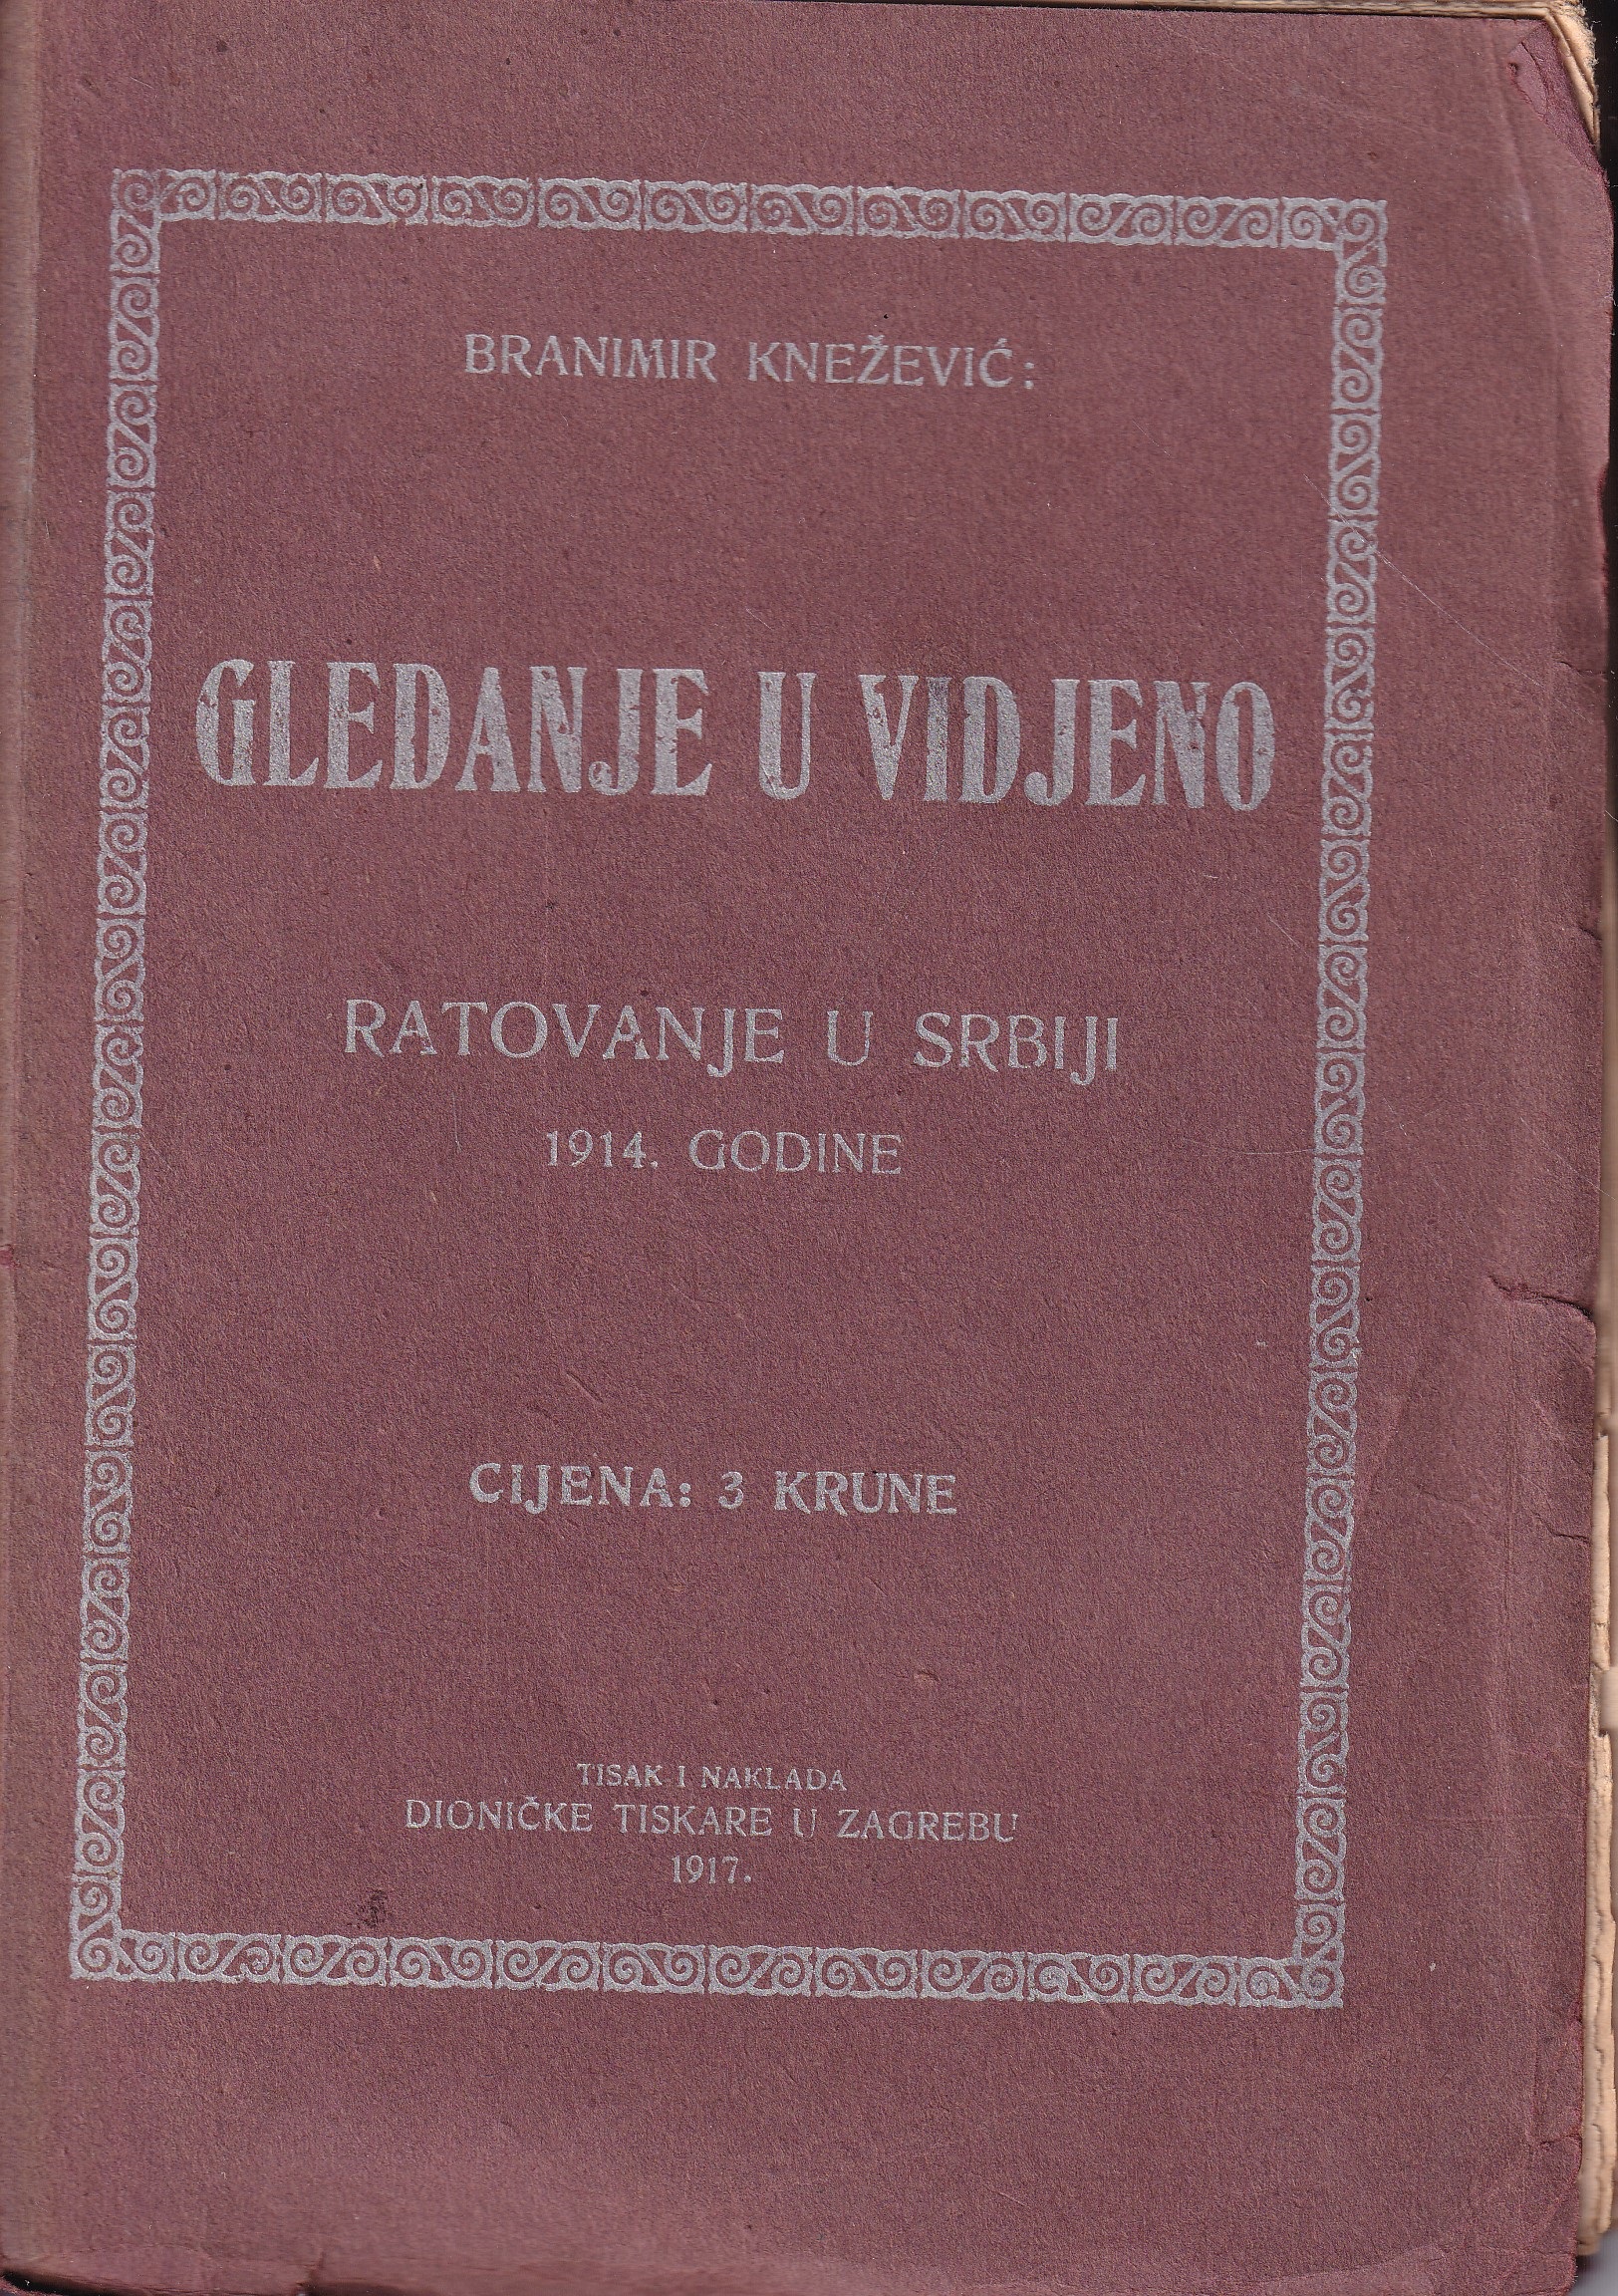 BRANIMIR KNEŽEVIĆ:
GLEDANJE U VIDJENO
RATOVANJE U SRBIJI
1914. GODINE
CIJENA: 3 KRUNE
TISAK I NAKLADA
DIONIČKE TISKARE U ZAGREBU
1917.